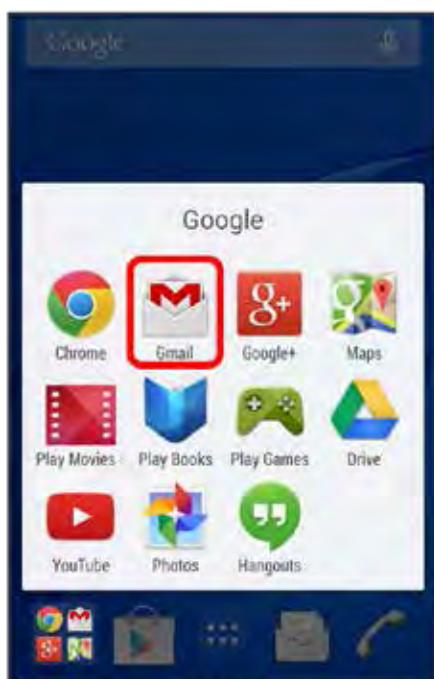 Google
Google
Chrome
Gmail
Google+
Maps
Play Movies
Play Books
Play Games
Drive
YouTube
Photos
Hangouts